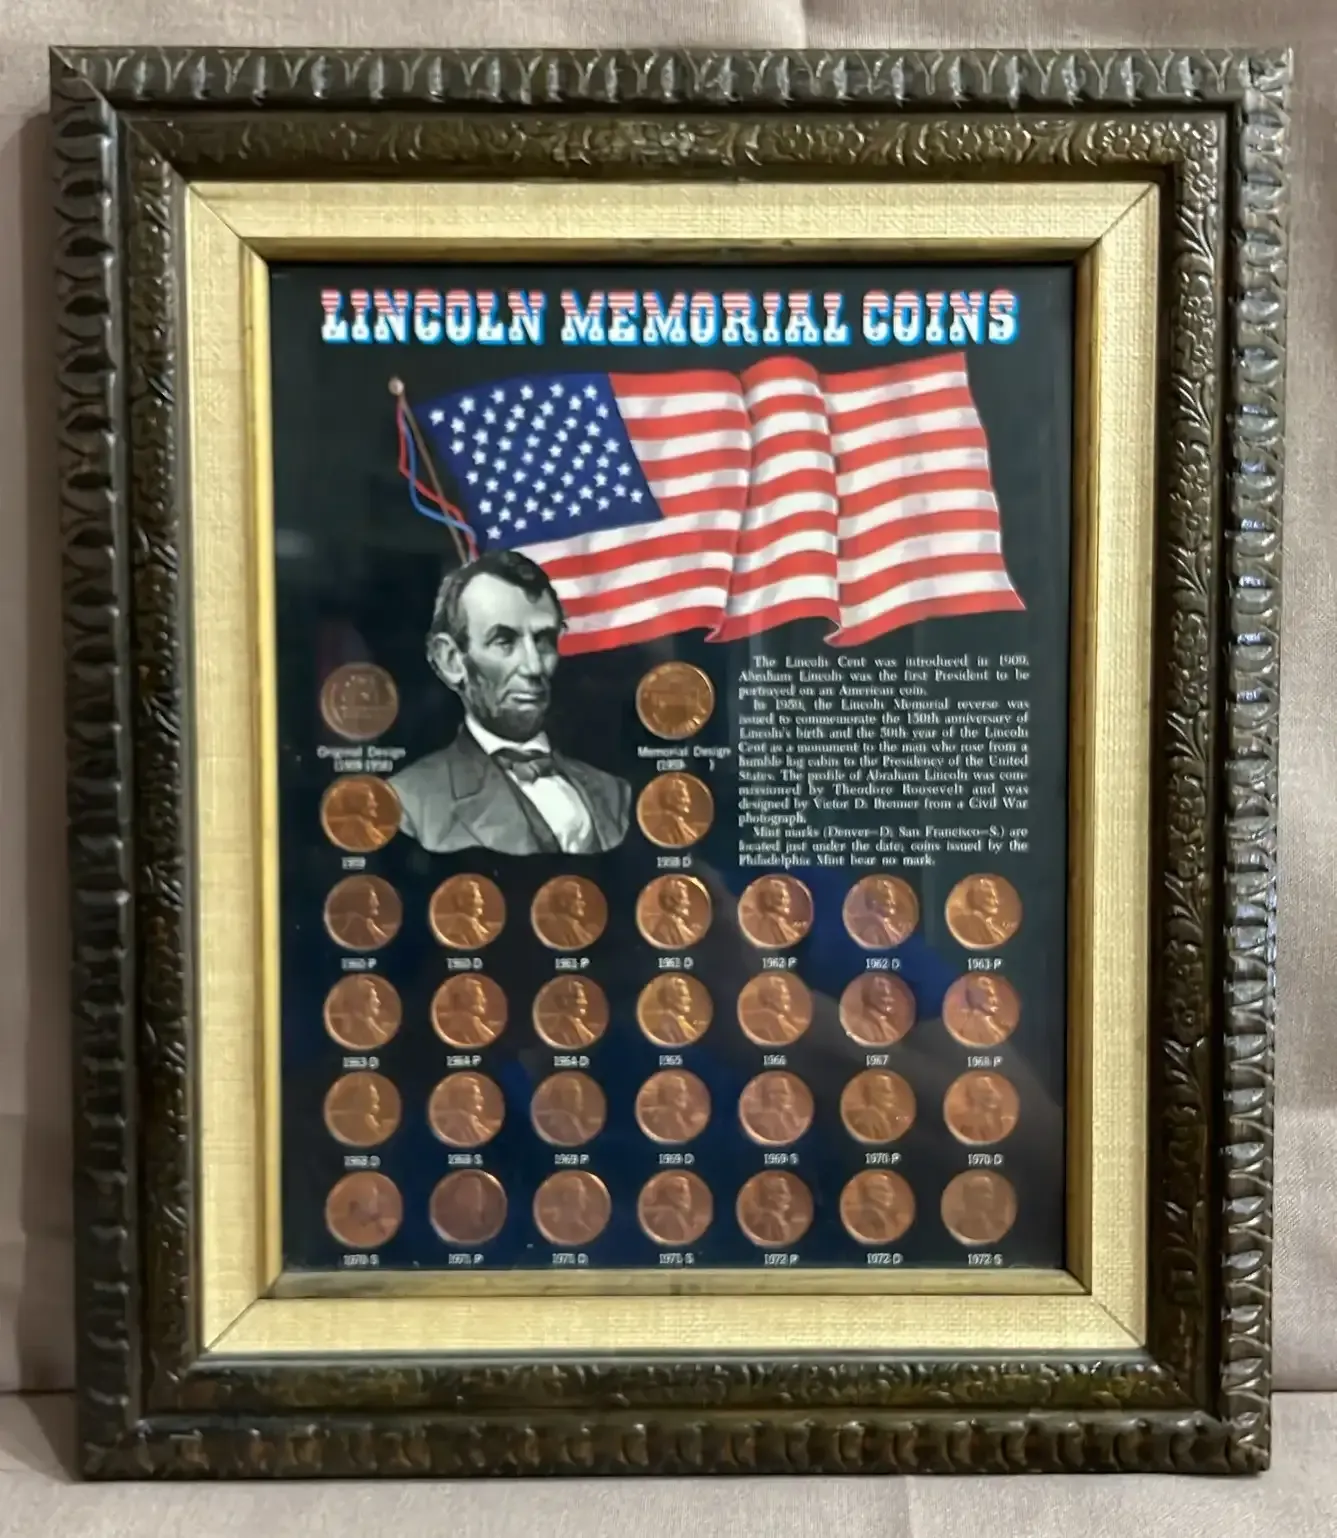 LINCOLN MEMORIAL COINS
The Lincoln Cent was introduced in 1909.
Abraham Lincoln was the first President to be
portrayed on an American coin.
In 1959, the Lincoln Memorial reverse was
issued to commemorate the 150th anniversary of
Lincoln's birth and the 50th year of the Lincoln
Cent as a monument to the man who rose from a
humble log cabin to the Presidency of the United
States. The profile of Abraham Lincoln was com-
missioned by Theodore Roosevelt and was
designed by Victor D. Brenner from a Civil War
photograph.
Mint marks (Denver—D; San Francisco—S.) are
located just under the date; coins issued by the
Philadelphia Mint bear no mark.
Original Design
(1909-1958)
Memorial Design
(1959- )
1959
1959 D
1960-P
1960-D
1961-P
1961-D
1962-P
1962-D
1963-P
1963-D
1964-P
1964-D
1965
1966
1967
1968-P
1968-D
1968-S
1969-P
1969-D
1969-S
1970-P
1970-D
1970-S
1971-P
1971-D
1971-S
1972-P
1972-D
1972-S